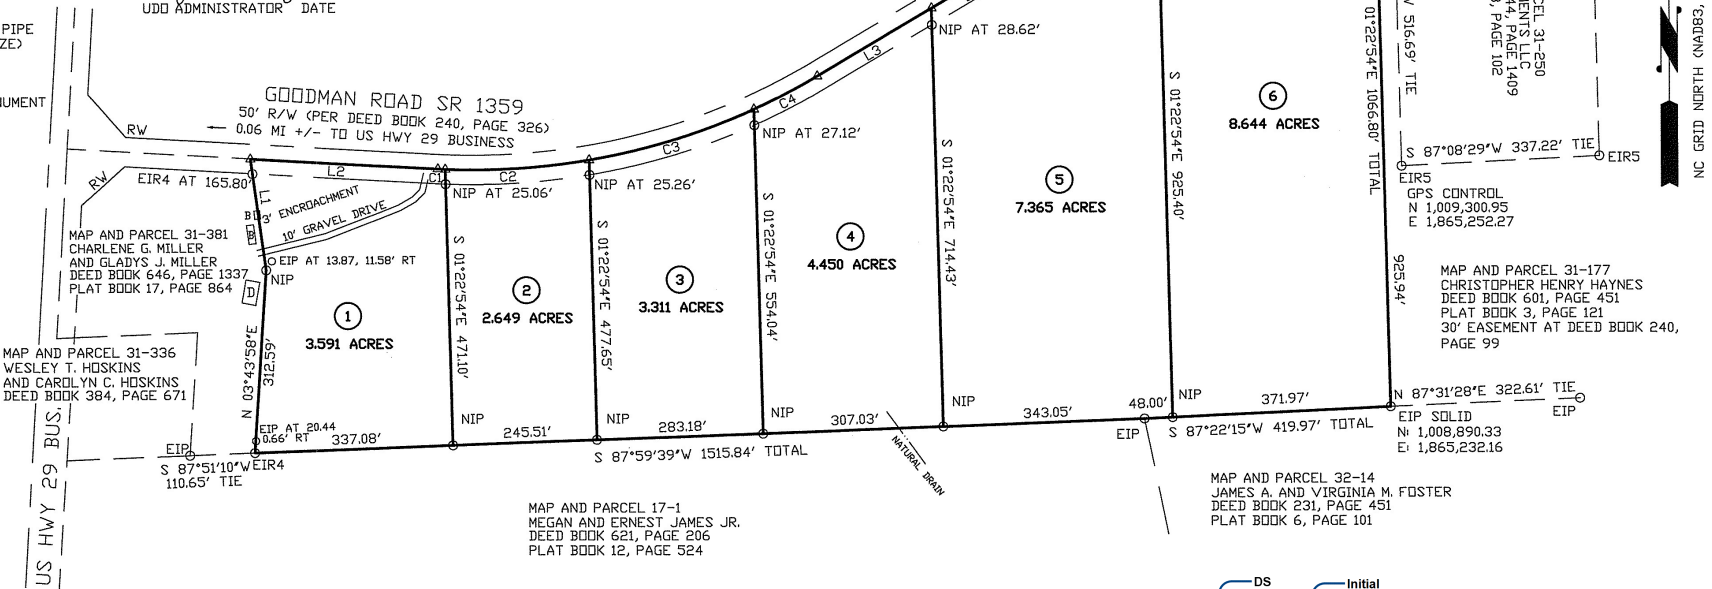 UDO ADMINISTRATOR DATE
PIPE
ZE)
NUMENT
GOODMAN ROAD SR 1359
50' R/W (PER DEED BOOK 240, PAGE 326)
0.06 MI +/- TO US HWY 29 BUSINESS
RW
RW
L2
C1
C2
C3
C4
L3
L1
EIR4 AT 165.80'
NIP AT 25.06'
NIP AT 25.26'
NIP AT 27.12'
NIP AT 28.62'
3' ENCROACHMENT
10' GRAVEL DRIVE
B
EIP AT 13.87, 11.58' RT
NIP
D
MAP AND PARCEL 31-381
CHARLENE G. MILLER
AND GLADYS J. MILLER
DEED BOOK 646, PAGE 1337
PLAT BOOK 17, PAGE 864
MAP AND PARCEL 31-336
WESLEY T. HOSKINS
AND CAROLYN C. HOSKINS
DEED BOOK 384, PAGE 671
US HWY 29 BUS.
N 03°43'58"E
312.59'
EIP AT 20.44
0.66' RT
EIP
S 87°51'10"W
110.65' TIE
EIR4
1
3.591 ACRES
337.08'
S 01°22'54"E 471.10'
NIP
2
2.649 ACRES
245.51'
S 01°22'54"E 477.65'
NIP
3
3.311 ACRES
283.18'
S 01°22'54"E 554.04'
NIP
4
4.450 ACRES
307.03'
S 01°22'54"E 714.43'
NIP
5
7.365 ACRES
343.05'
48.00'
S 01°22'54"E 925.40'
NIP
6
8.644 ACRES
371.97'
01°22'54"E 1066.80' TOTAL
925.94'
S 87°59'39"W 1515.84' TOTAL
NATURAL DRAIN
EIP
S 87°22'15"W 419.97' TOTAL
N 87°31'28"E 322.61' TIE
EIP
EIP SOLID
N: 1,008,890.33
E: 1,865,232.16
W 516.69' TIE
CEL 31-250
MENTS LLC
44, PAGE 1409
3, PAGE 102
S 87°08'29"W 337.22' TIE
EIR5
EIR5
GPS CONTROL
N 1,009,300.95
E 1,865,252.27
NC GRID NORTH (NAD83,
MAP AND PARCEL 31-177
CHRISTOPHER HENRY HAYNES
DEED BOOK 601, PAGE 451
PLAT BOOK 3, PAGE 121
30' EASEMENT AT DEED BOOK 240,
PAGE 99
MAP AND PARCEL 17-1
MEGAN AND ERNEST JAMES JR.
DEED BOOK 621, PAGE 206
PLAT BOOK 12, PAGE 524
MAP AND PARCEL 32-14
JAMES A. AND VIRGINIA M. FOSTER
DEED BOOK 231, PAGE 451
PLAT BOOK 6, PAGE 101
DS
Initial